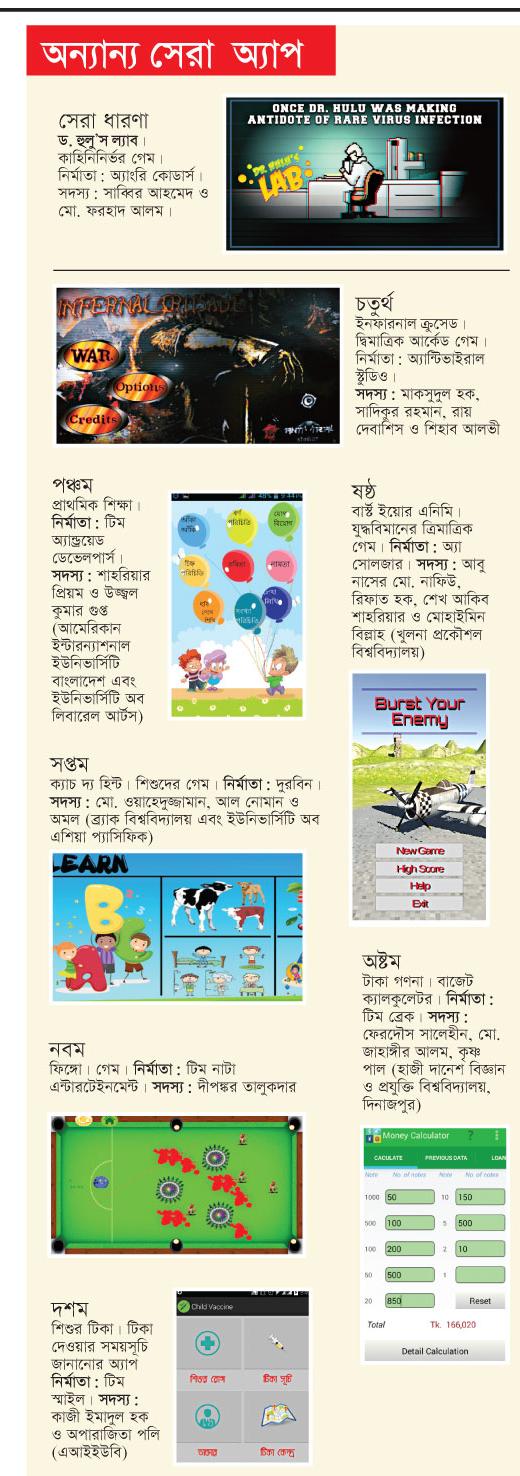 অন্যান্য সেরা অ্যাপ
সেরা ধারণা
ড. হুলু'স ল্যাব।
কাহিনিনির্ভর গেম।
নির্মাতা : অ্যাংরি কোডার্স।
সদস্য : সাব্বির আহমেদ ও
মো. ফরহাদ আলম।
ONCE DR. HULU WAS MAKING
ANTIDOTE OF RARE VIRUS INFECTION
DR. HULU'S
LAB
INFERNAL CRUSADE
WAR
Options
Credits
চতুর্থ
ইনফারনাল ক্রুসেড।
দ্বিমাত্রিক আর্কেড গেম।
নির্মাতা : অ্যান্টিভাইরাল
স্টুডিও।
সদস্য : মাকসুদুল হক,
সাদিকুর রহমান, রায়
দেবাশিস ও শিহাব আলভী
পঞ্চম
প্রাথমিক শিক্ষা।
নির্মাতা : টিম
অ্যান্ড্রয়েড
ডেভেলপার্স।
সদস্য : শাহরিয়ার
প্রিয়ম ও উজ্জ্বল
কুমার গুপ্ত
(আমেরিকান
ইন্টারন্যাশনাল
ইউনিভার্সিটি
বাংলাদেশ এবং
ইউনিভার্সিটি অব
লিবারেল আর্টস)
ষষ্ঠ
বার্স্ট ইয়োর এনিমি।
যুদ্ধবিমানের ত্রিমাত্রিক
গেম। নির্মাতা : অ্যা
সোলজার। সদস্য : আবু
নাসের মো. নাফিউ,
রিফাত হক, শেখ আকিব
শাহরিয়ার ও মোহাইমিন
বিল্লাহ (খুলনা প্রকৌশল
বিশ্ববিদ্যালয়)
Burst Your
Enemy
New Game
High Score
Help
Exit
সপ্তম
ক্যাচ দ্য হিন্ট। শিশুদের গেম। নির্মাতা : দুরবিন।
সদস্য : মো. ওয়াহেদুজ্জামান, আল নোমান ও
অমল (ব্র্যাক বিশ্ববিদ্যালয় এবং ইউনিভার্সিটি অব
এশিয়া প্যাসিফিক)
LEARN
A B C
অষ্টম
টাকা গণনা। বাজেট
ক্যালকুলেটর। নির্মাতা :
টিম ব্রেক। সদস্য :
ফেরদৌস সালেহীন, মো.
জাহাঙ্গীর আলম, কৃষ্ণ
পাল (হাজী দানেশ বিজ্ঞান
ও প্রযুক্তি বিশ্ববিদ্যালয়,
দিনাজপুর)
নবম
ফিঙ্গো। গেম। নির্মাতা : টিম নাটা
এন্টারটেইনমেন্ট। সদস্য : দীপঙ্কর তালুকদার
Money Calculator ?
CACULATE PREVIOUS DATA LOAN
Note No. of notes Note No. of notes
1000 50 10 150
500 100 5 500
100 200 2 10
50 500 1
20 850 Reset
Total Tk. 166,020
Detail Calculation
দশম
শিশুর টিকা। টিকা
দেওয়ার সময়সূচি
জানানোর অ্যাপ
নির্মাতা : টিম
স্মাইল। সদস্য :
কাজী ইমাদুল হক
ও অপারাজিতা পলি
(এআইইউবি)
Child Vaccine
শিশুর রোগ টিকা সূচি
ডাক্তার টিকা কেন্দ্র